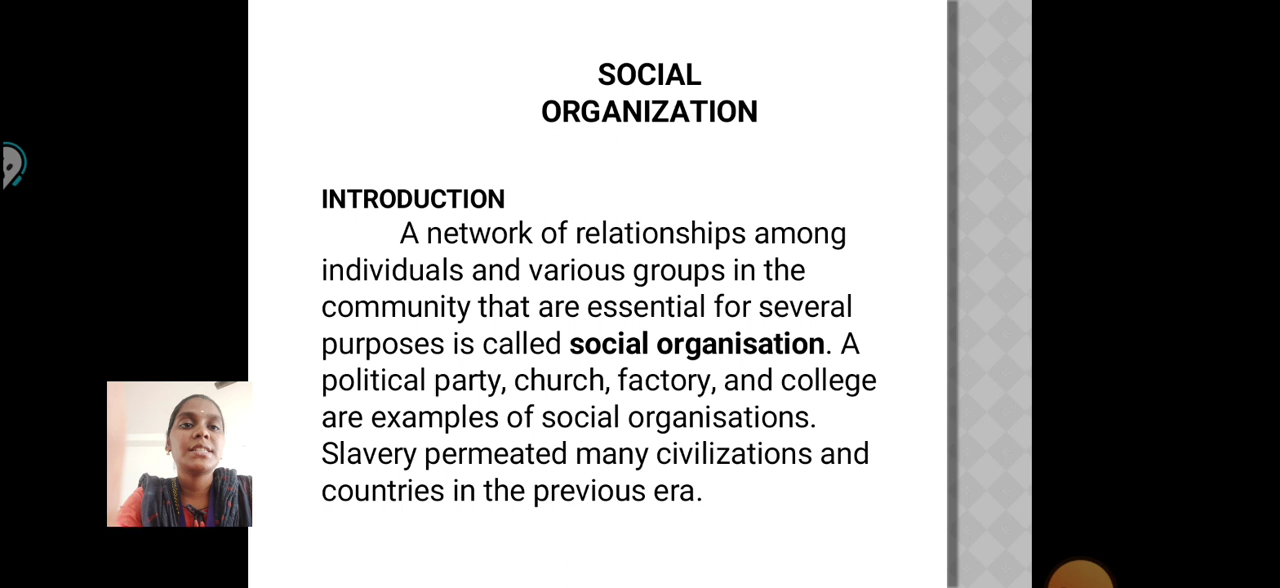 SOCIAL
ORGANIZATION
INTRODUCTION
A network of relationships among
individuals and various groups in the
community that are essential for several
purposes is called social organisation. A
political party, church, factory, and college
are examples of social organisations.
Slavery permeated many civilizations and
countries in the previous era.